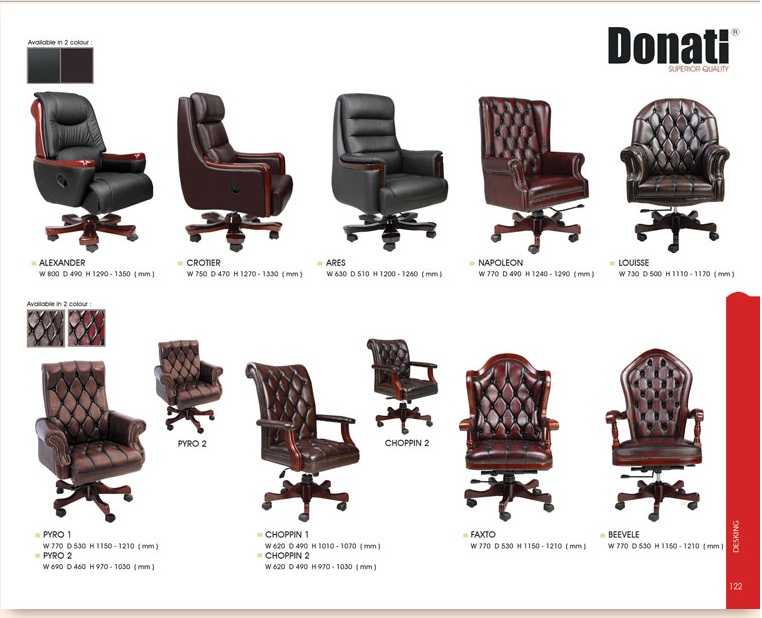 Available in 2 colour :
Donati®
SUPERIOR QUALITY
ALEXANDER
W 800 D 490 H 1290 - 1350 ( mm )
CROTIER
W 750 D 470 H 1270 - 1330 ( mm )
ARES
W 630 D 510 H 1200 - 1260 ( mm )
NAPOLEON
W 770 D 490 H 1240 - 1290 ( mm )
LOUISSE
W 730 D 500 H 1110 - 1170 ( mm )
Available in 2 colour :
PYRO 2
CHOPPIN 2
PYRO 1
W 770 D 530 H 1150 - 1210 ( mm )
PYRO 2
W 690 D 460 H 970 - 1030 ( mm )
CHOPPIN 1
W 620 D 490 H 1010 - 1070 ( mm )
CHOPPIN 2
W 620 D 490 H 970 - 1030 ( mm )
FAXTO
W 770 D 530 H 1150 - 1210 ( mm )
BEEVELE
W 770 D 530 H 1150 - 1210 ( mm )
DESKING
122